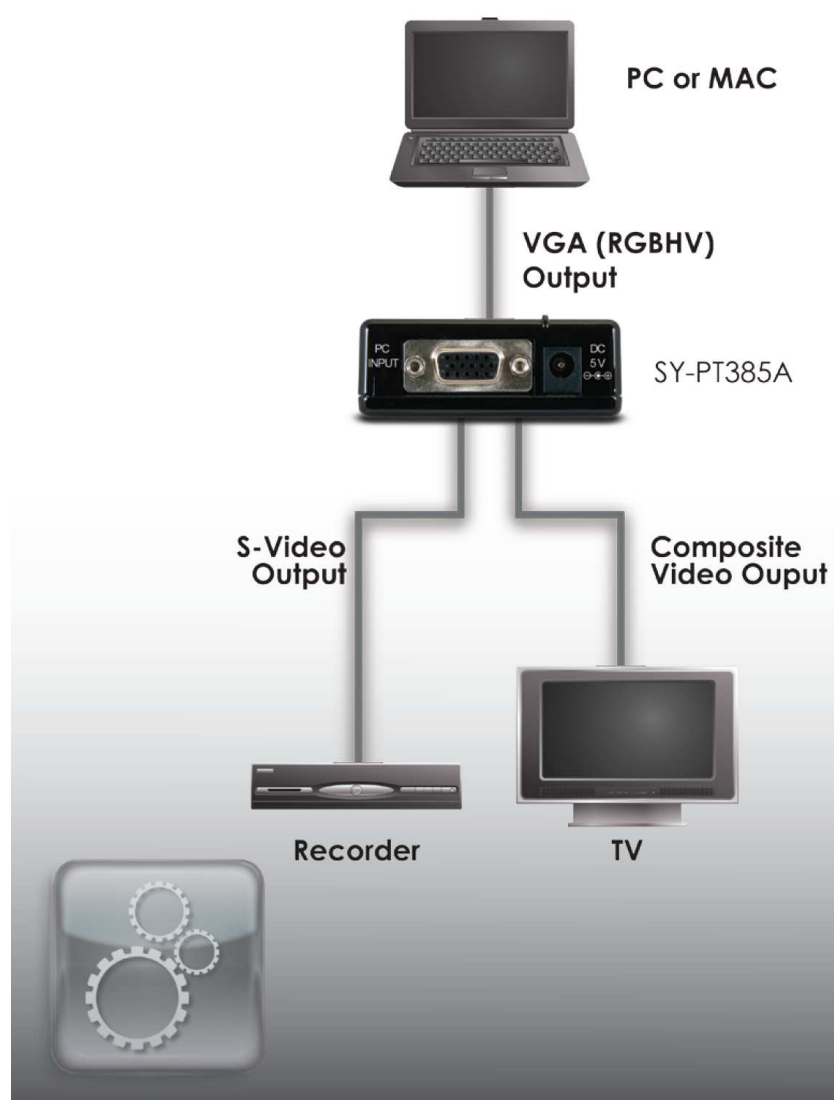 PC or MAC
VGA (RGBHV)
Output
PC
INPUT
DC
5V
SY-PT385A
S-Video
Output
Composite
Video Ouput
Recorder
TV